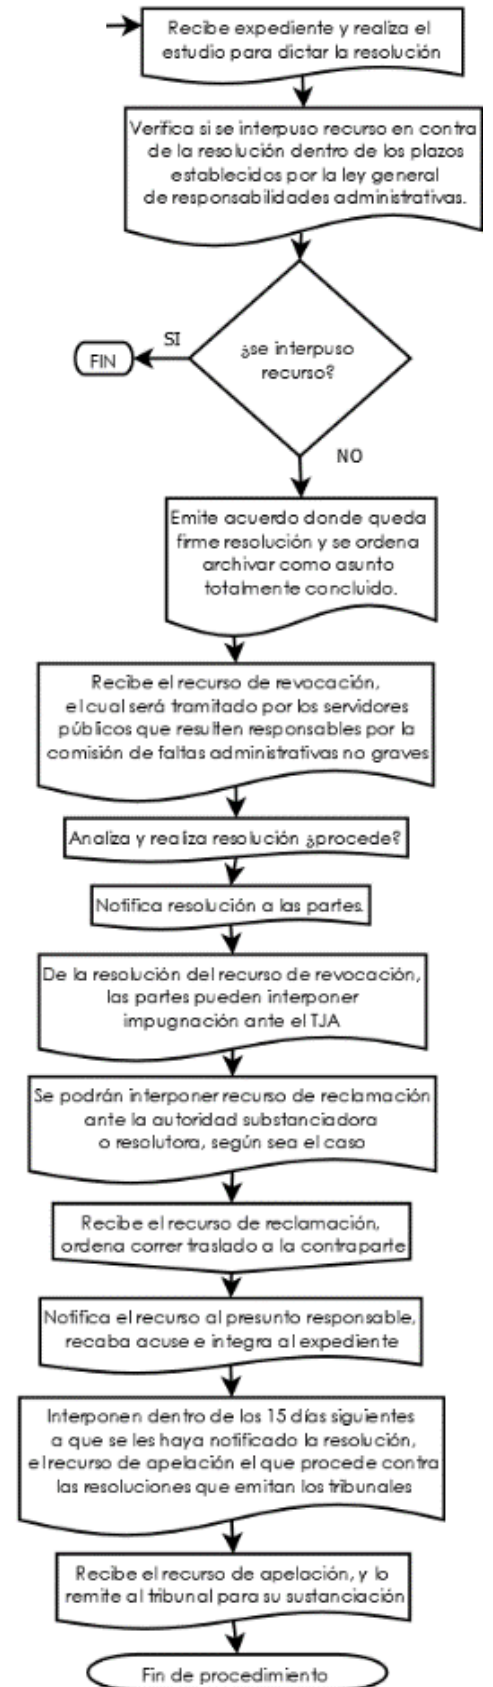 Recibe expediente y realiza el
estudio para dictar la resolución
Verifica si se interpuso recurso en contra
de la resolución dentro de los plazos
establecidos por la ley general
de responsabilidades administrativas.
¿se interpuso
recurso?
SI
FIN
NO
Emite acuerdo donde queda
firme resolución y se ordena
archivar como asunto
totalmente concluido.
Recibe el recurso de revocación,
el cual será tramitado por los servidores
públicos que resulten responsables por la
comisión de faltas administrativas no graves
Analiza y realiza resolución ¿procede?
Notifica resolución a las partes.
De la resolución del recurso de revocación,
las partes pueden interponer
impugnación ante el TJA
Se podrán interponer recurso de reclamación
ante la autoridad substanciadora
o resolutora, según sea el caso
Recibe el recurso de reclamación,
ordena correr traslado a la contraparte
Notifica el recurso al presunto responsable,
recaba acuse e integra al expediente
Interponen dentro de los 15 días siguientes
a que se les haya notificado la resolución,
el recurso de apelación el que procede contra
las resoluciones que emitan los tribunales
Recibe el recurso de apelación, y lo
remite al tribunal para su sustanciación
Fin de procedimiento